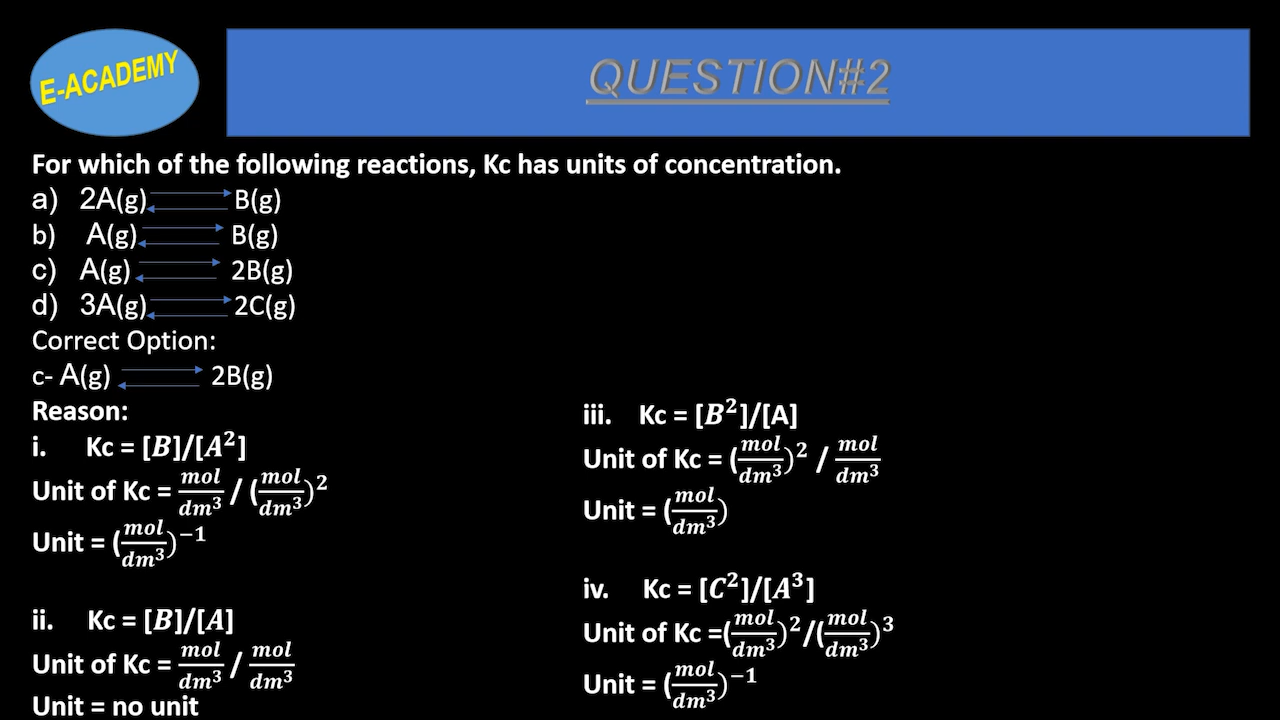 E-ACADEMY
QUESTION#2
For which of the following reactions, Kc has units of concentration.
a) 2A(g) ⇄ B(g)
b) A(g) ⇄ B(g)
c) A(g) ⇄ 2B(g)
d) 3A(g) ⇄ 2C(g)
Correct Option:
c- A(g) ⇄ 2B(g)
Reason:
i. Kc = [B]/[A²]
Unit of Kc = mol/dm³ / (mol/dm³)²
Unit = (mol/dm³)⁻¹
ii. Kc = [B]/[A]
Unit of Kc = mol/dm³ / mol/dm³
Unit = no unit
iii. Kc = [B²]/[A]
Unit of Kc = (mol/dm³)² / mol/dm³
Unit = (mol/dm³)
iv. Kc = [C²]/[A³]
Unit of Kc =(mol/dm³)²/(mol/dm³)³
Unit = (mol/dm³)⁻¹